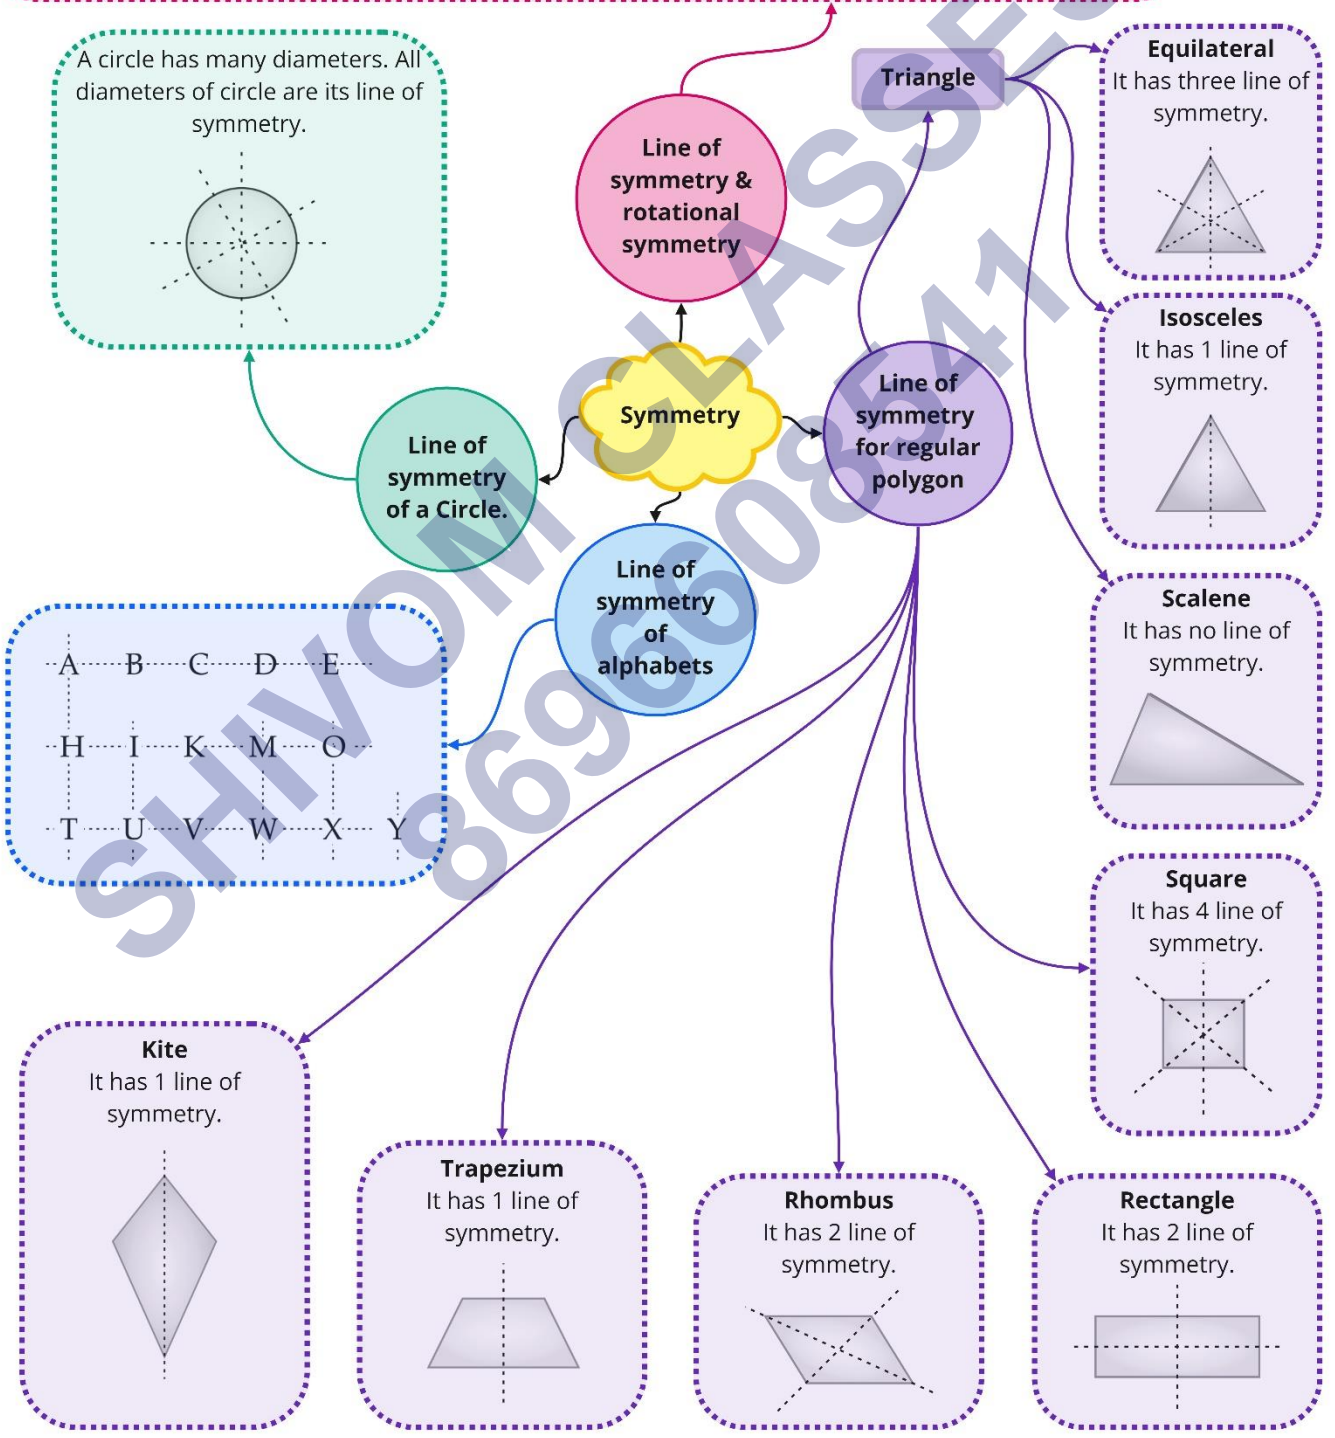 A circle has many diameters. All
diameters of circle are its line of
symmetry.
Line of
symmetry &
rotational
symmetry
Triangle
Equilateral
It has three line of
symmetry.
Isosceles
It has 1 line of
symmetry.
Scalene
It has no line of
symmetry.
Symmetry
Line of
symmetry
for regular
polygon
Line of
symmetry
of a Circle.
Line of
symmetry
of
alphabets
A B C D E
H I K M O
T U V W X Y
Square
It has 4 line of
symmetry.
Kite
It has 1 line of
symmetry.
Trapezium
It has 1 line of
symmetry.
Rhombus
It has 2 line of
symmetry.
Rectangle
It has 2 line of
symmetry.
SHIVOM CLASSES
8696608541